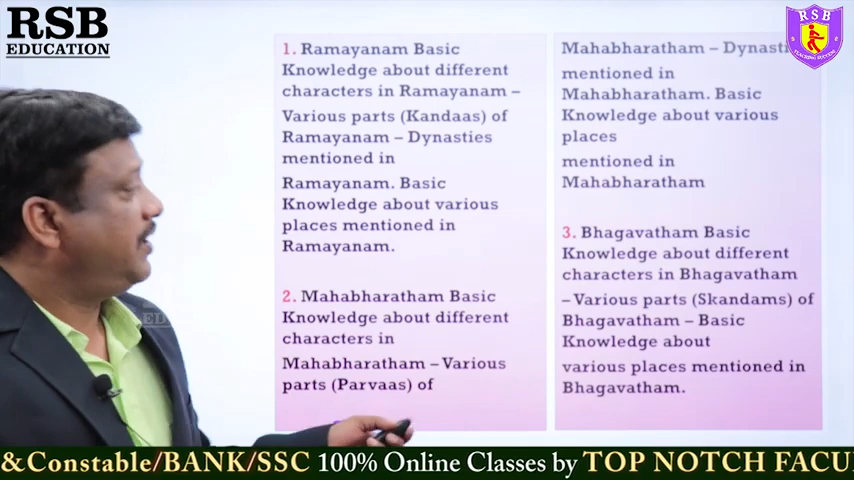 RSB
EDUCATION
1. Ramayanam Basic
Knowledge about different
characters in Ramayanam –
Various parts (Kandaas) of
Ramayanam – Dynasties
mentioned in
Ramayanam. Basic
Knowledge about various
places mentioned in
Ramayanam.
2. Mahabharatham Basic
Knowledge about different
characters in
Mahabharatham – Various
parts (Parvaas) of
Mahabharatham – Dynasti
mentioned in
Mahabharatham. Basic
Knowledge about various
places
mentioned in
Mahabharatham
3. Bhagavatham Basic
Knowledge about different
characters in Bhagavatham
– Various parts (Skandams) of
Bhagavatham – Basic
Knowledge about
various places mentioned in
Bhagavatham.
RSB
TEACHING SUCCESS
&Constable/BANK/SSC 100% Online Classes by TOP NOTCH FACU